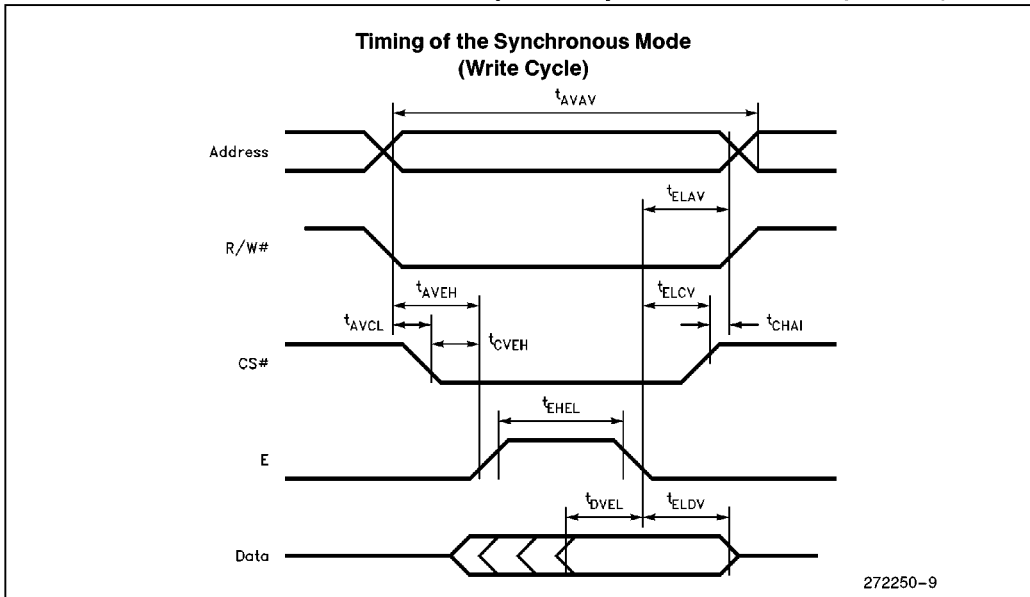 Timing of the Synchronous Mode
(Write Cycle)
tAVAV
Address
tELAV
R/W#
tAVEH
tELCV
tAVCL
tCVEH
tCHAI
CS#
tEHEL
E
tDVEL
tELDV
Data
272250-9